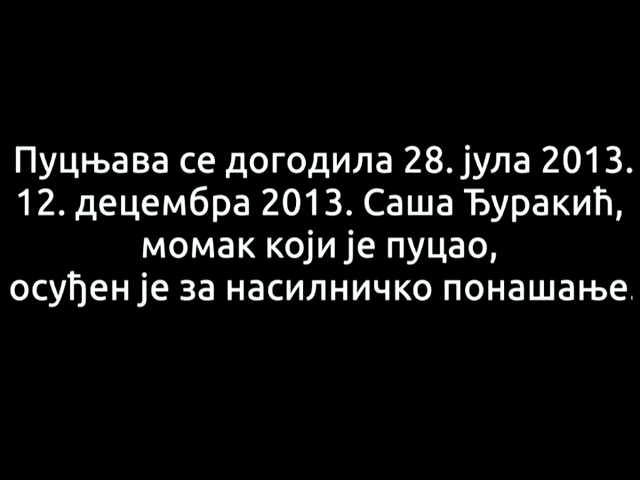 Пуцњава се догодила 28. јула 2013.
12. децембра 2013. Саша Ђуракић,
момак који је пуцао,
осуђен је за насилничко понашање.